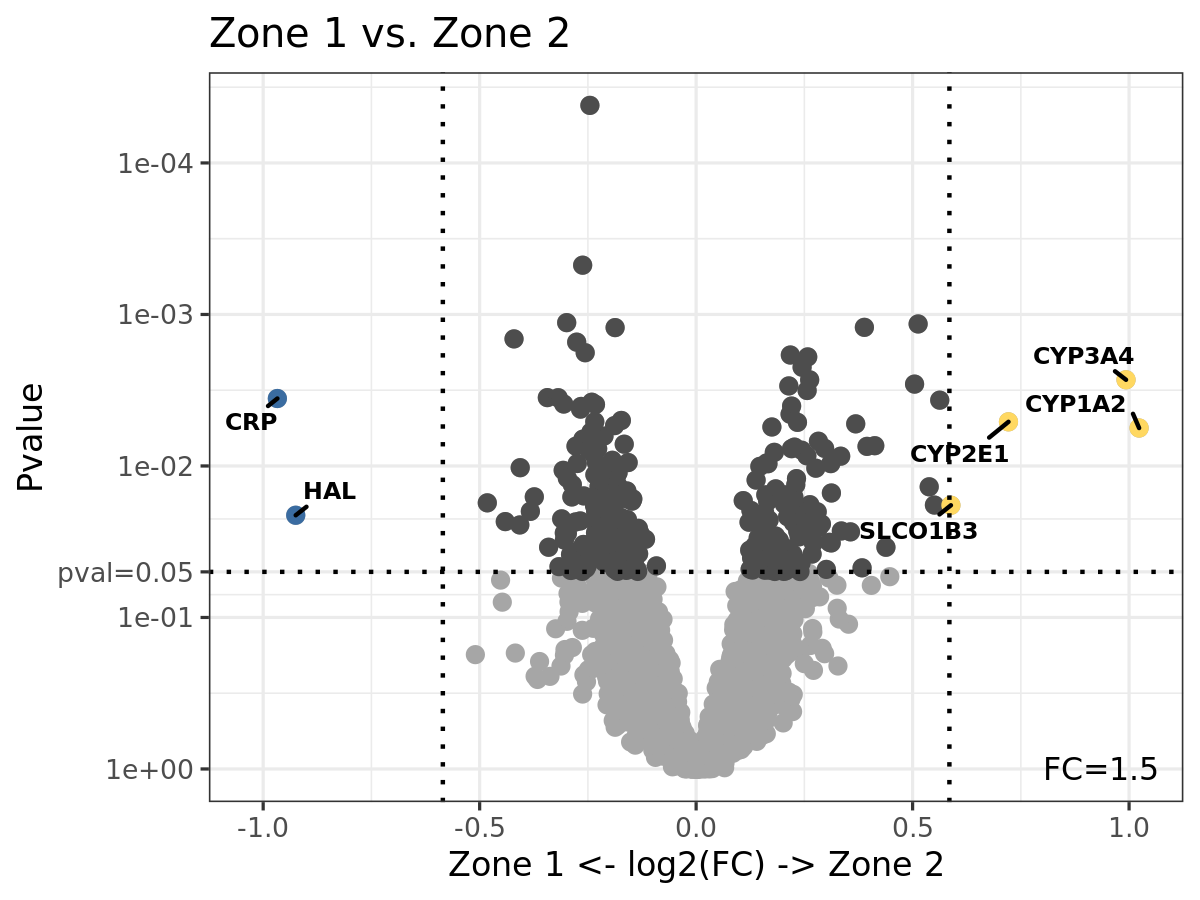 Zone 1 vs. Zone 2
Pvalue
1e-04
1e-03
1e-02
pval=0.05
1e-01
1e+00
CYP3A4
CYP1A2
CRP
CYP2E1
HAL
SLCO1B3
FC=1.5
-1.0
-0.5
0.0
0.5
1.0
Zone 1 <- log2(FC) -> Zone 2